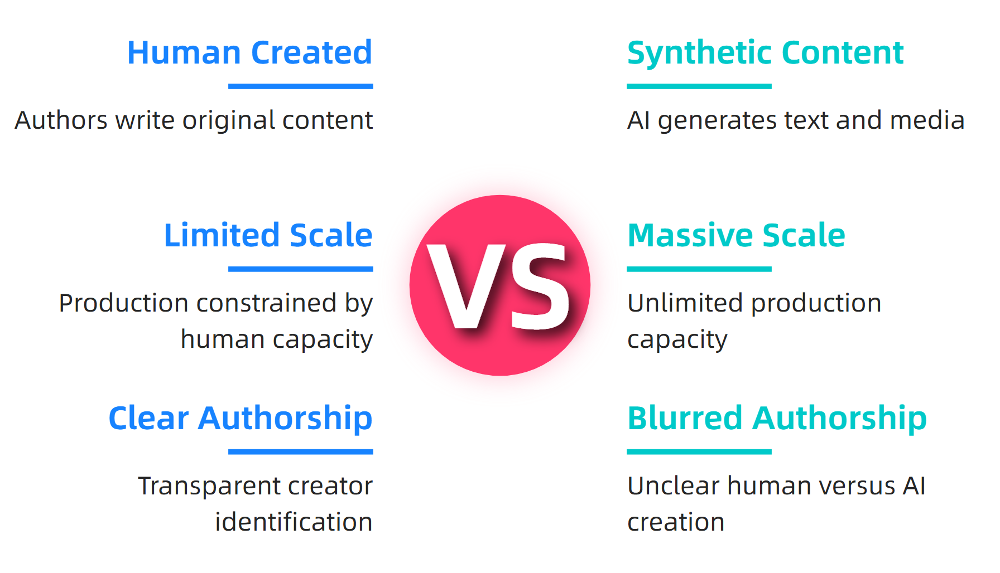 Human Created
Authors write original content
Limited Scale
Production constrained by
human capacity
Clear Authorship
Transparent creator
identification
VS
Synthetic Content
AI generates text and media
Massive Scale
Unlimited production
capacity
Blurred Authorship
Unclear human versus AI
creation